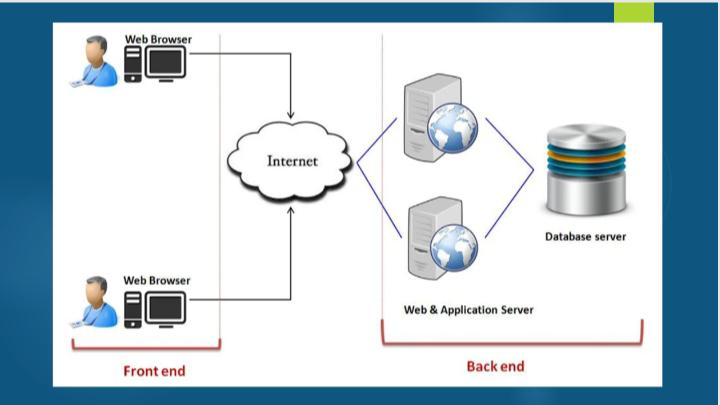 Web Browser
Internet
Web Browser
Database server
Web & Application Server
Front end
Back end